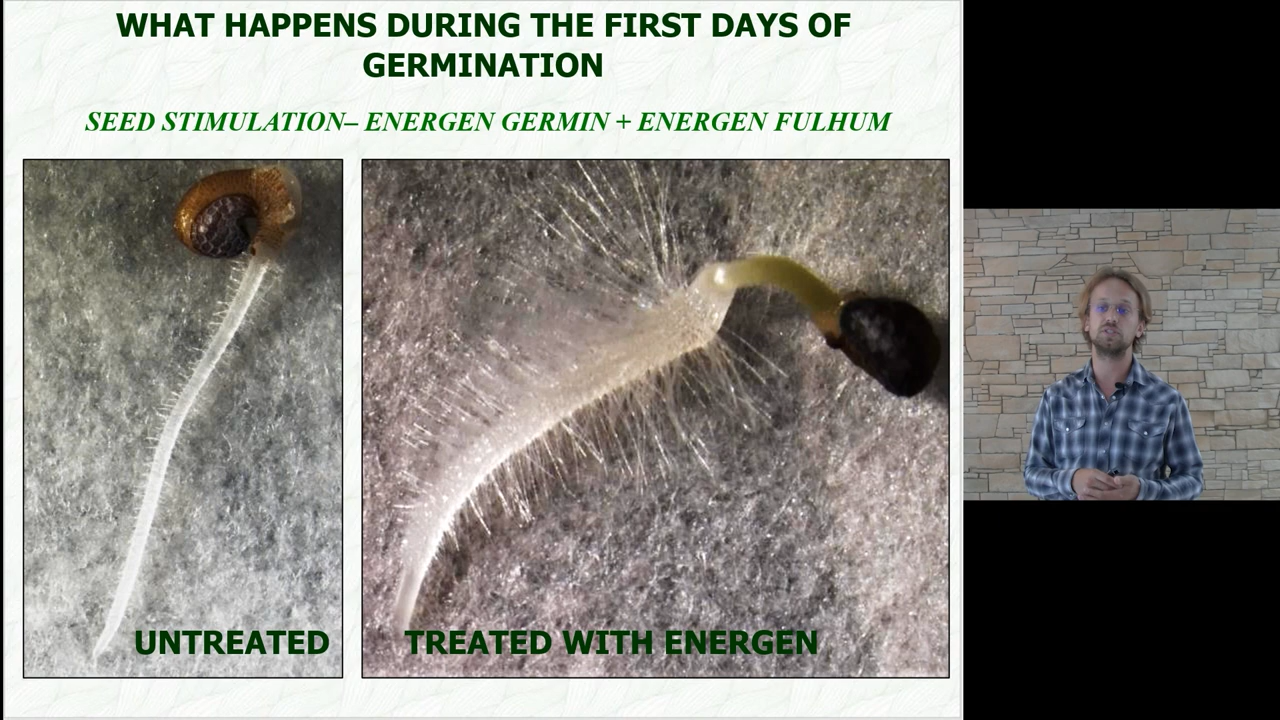 WHAT HAPPENS DURING THE FIRST DAYS OF
GERMINATION
SEED STIMULATION– ENERGEN GERMIN + ENERGEN FULHUM
UNTREATED
TREATED WITH ENERGEN